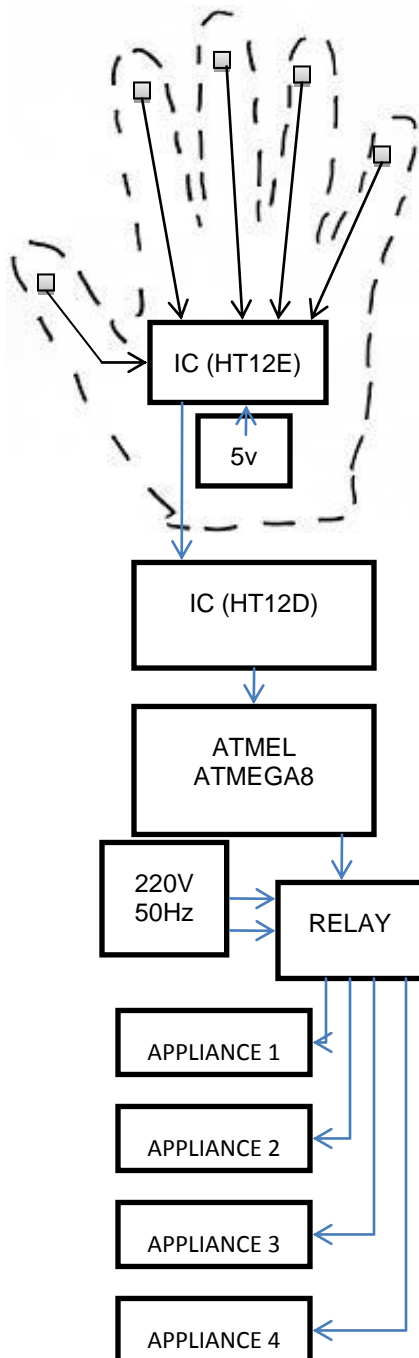 IC (HT12E)
5v
IC (HT12D)
ATMEL
ATMEGA8
220V
50Hz
RELAY
APPLIANCE 1
APPLIANCE 2
APPLIANCE 3
APPLIANCE 4